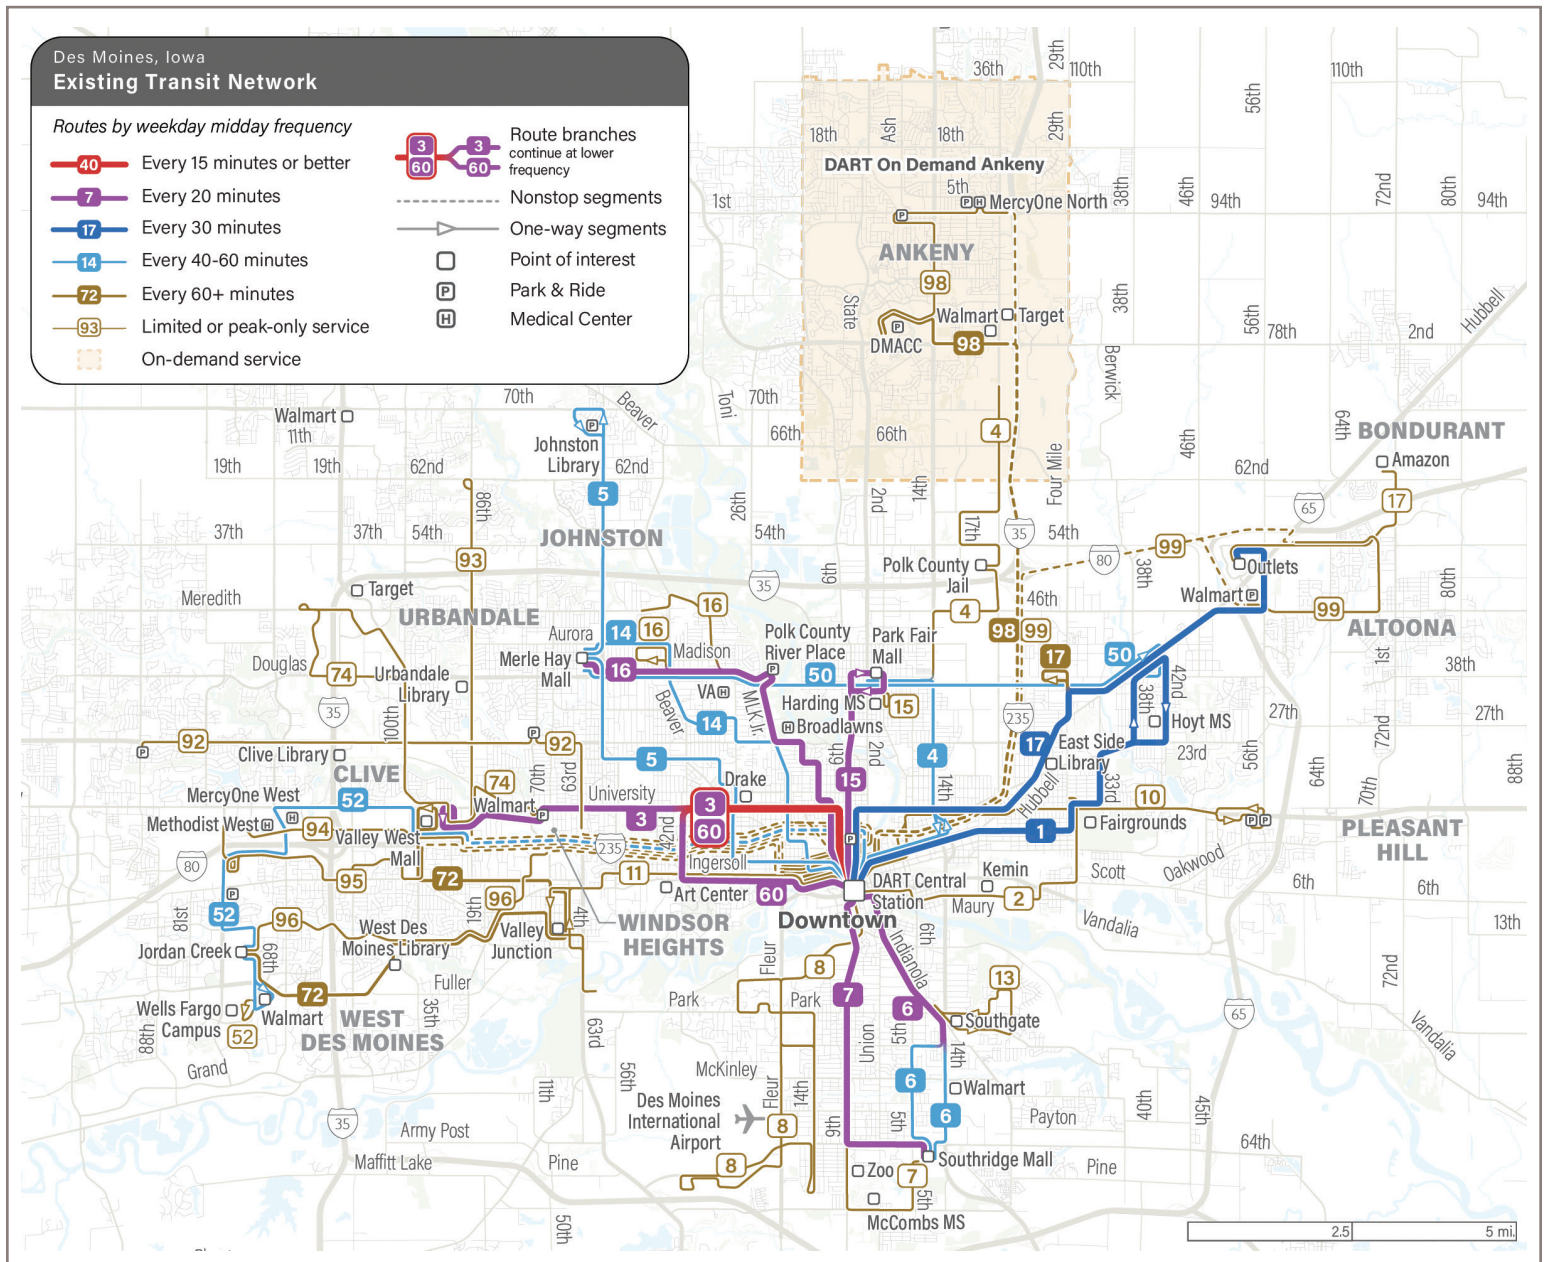 Des Moines, Iowa
Existing Transit Network
Routes by weekday midday frequency
40 Every 15 minutes or better
7 Every 20 minutes
17 Every 30 minutes
14 Every 40-60 minutes
72 Every 60+ minutes
93 Limited or peak-only service
On-demand service
3
60
3
60
Route branches
continue at lower
frequency
Nonstop segments
One-way segments
Point of interest
P Park & Ride
H Medical Center
36th
29th
110th
110th
56th
18th
Ash
18th
29th
DART On Demand Ankeny
5th
P H MercyOne North
P
1st
38th
46th
94th
72nd
80th
94th
ANKENY
98
State
Walmart
Target
P
DMACC
98
38th
56th
78th
2nd
Hubbell
Berwick
70th
Beaver
Toni
70th
Walmart
11th
P
Johnston
Library
66th
66th
4
64th
BONDURANT
Amazon
46th
19th
19th
62nd
62nd
62nd
86th
5
26th
2nd
14th
Four Mile
17
65
37th
37th
54th
JOHNSTON
54th
17th
35
54th
99
80
93
Polk County
Jail
6th
38th
Outlets
Target
35
Walmart P
80th
Meredith
46th
4
99
URBANDALE
16
98
99
ALTOONA
Aurora
14
16
Madison
Polk County
River Place
Park Fair
Mall
17
50
1st
38th
Douglas
74
Urbandale
Library
Merle Hay
Mall
16
P
50
42nd
38th
VA H
MLK Jr.
Harding MS
15
35
100th
Beaver
14
H Broadlawns
235
Hoyt MS
27th
27th
92
P
P
92
Clive Library
6th
2nd
4
17
East Side
Library
23rd
56th
72nd
5
CLIVE
70th
63rd
15
14th
Hubbell
33rd
64th
70th
88th
MercyOne West
52
74
Walmart
P
University
Drake
10
H
Methodist West H
94
3
3
60
42nd
P
1
Fairgrounds
P P
PLEASANT
HILL
Valley West
Mall
235
80
Ingersoll
95
72
11
Art Center
60
DART Central
Station
Kemin
Scott
Oakwood
6th
6th
P
2
Maury
Downtown
81st
52
96
19th
96
4th
WINDSOR
HEIGHTS
Vandalia
13th
West Des
Moines Library
Valley
Junction
Jordan Creek
68th
Fleur
Indianola
6th
72nd
8
13
Fuller
72
7
6
Park
Park
Wells Fargo
Campus
Walmart
52
WEST
DES MOINES
35th
Southgate
65
Vandalia
88th
Grand
63rd
Union
5th
14th
McKinley
56th
11th
6
Walmart
Fleur
14th
Des Moines
International
Airport
8
9th
5th
6
Payton
40th
45th
35
Army Post
64th
Maffitt Lake
Pine
8
Southridge Mall
Pine
Zoo
7
5th
McCombs MS
50th
2.5
5 mi.